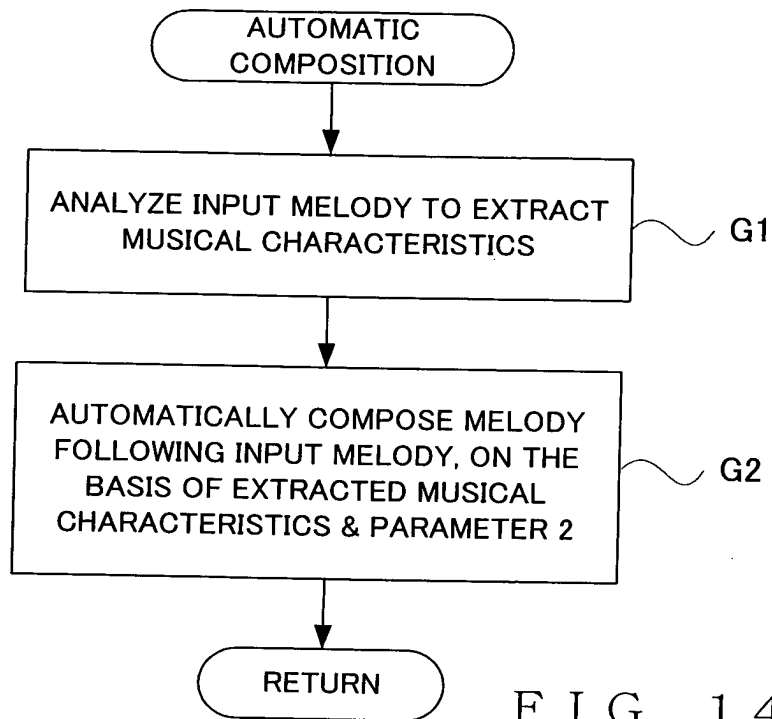 AUTOMATIC
COMPOSITION
ANALYZE INPUT MELODY TO EXTRACT
MUSICAL CHARACTERISTICS
G1
AUTOMATICALLY COMPOSE MELODY
FOLLOWING INPUT MELODY, ON THE
BASIS OF EXTRACTED MUSICAL
CHARACTERISTICS & PARAMETER 2
G2
RETURN
FIG. 14